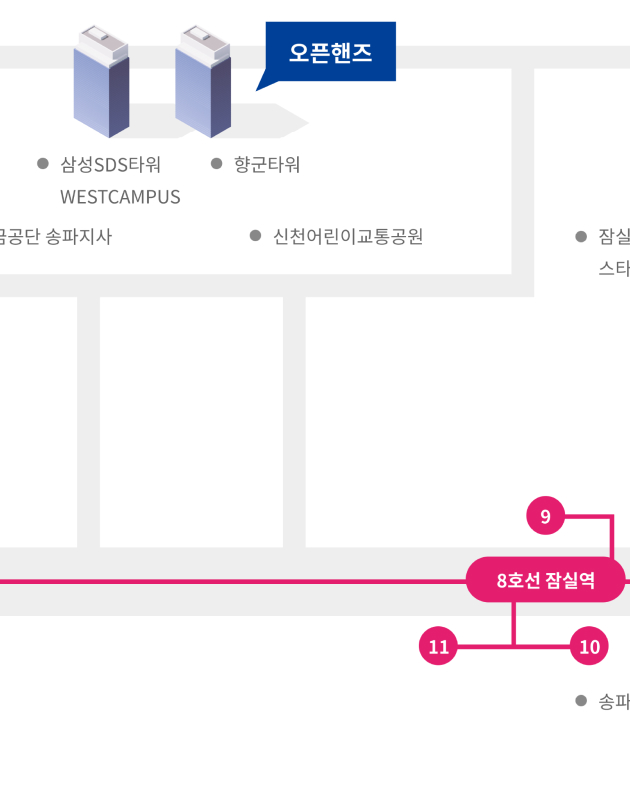 오픈핸즈
삼성SDS타워
WESTCAMPUS
향군타워
공단 송파지사
신천어린이교통공원
잠실
스타
9
8호선 잠실역
11
10
송파